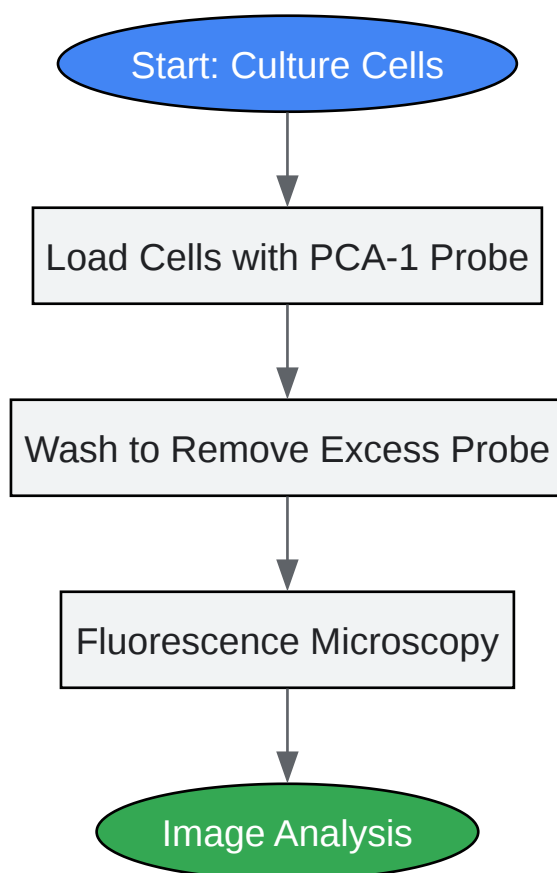 Start: Culture Cells
Load Cells with PCA-1 Probe
Wash to Remove Excess Probe
Fluorescence Microscopy
Image Analysis